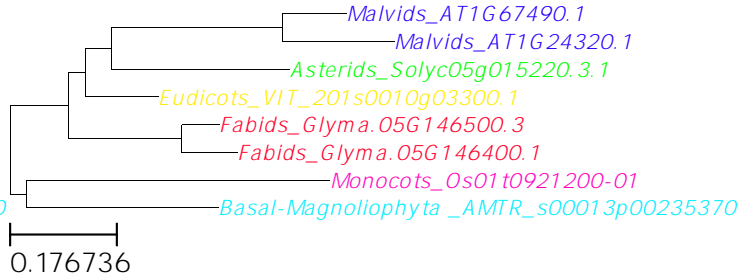 Malvids_AT1G67490.1
Malvids_AT1G24320.1
Asterids_Solyc05g015220.3.1
Eudicots_VIT_201s0010g03300.1
Fabids_Glyma.05G146500.3
Fabids_Glyma.05G146400.1
Monocots_Os01t0921200-01
Basal-Magnoliophyta _AMTR_s00013p00235370
0
0.176736